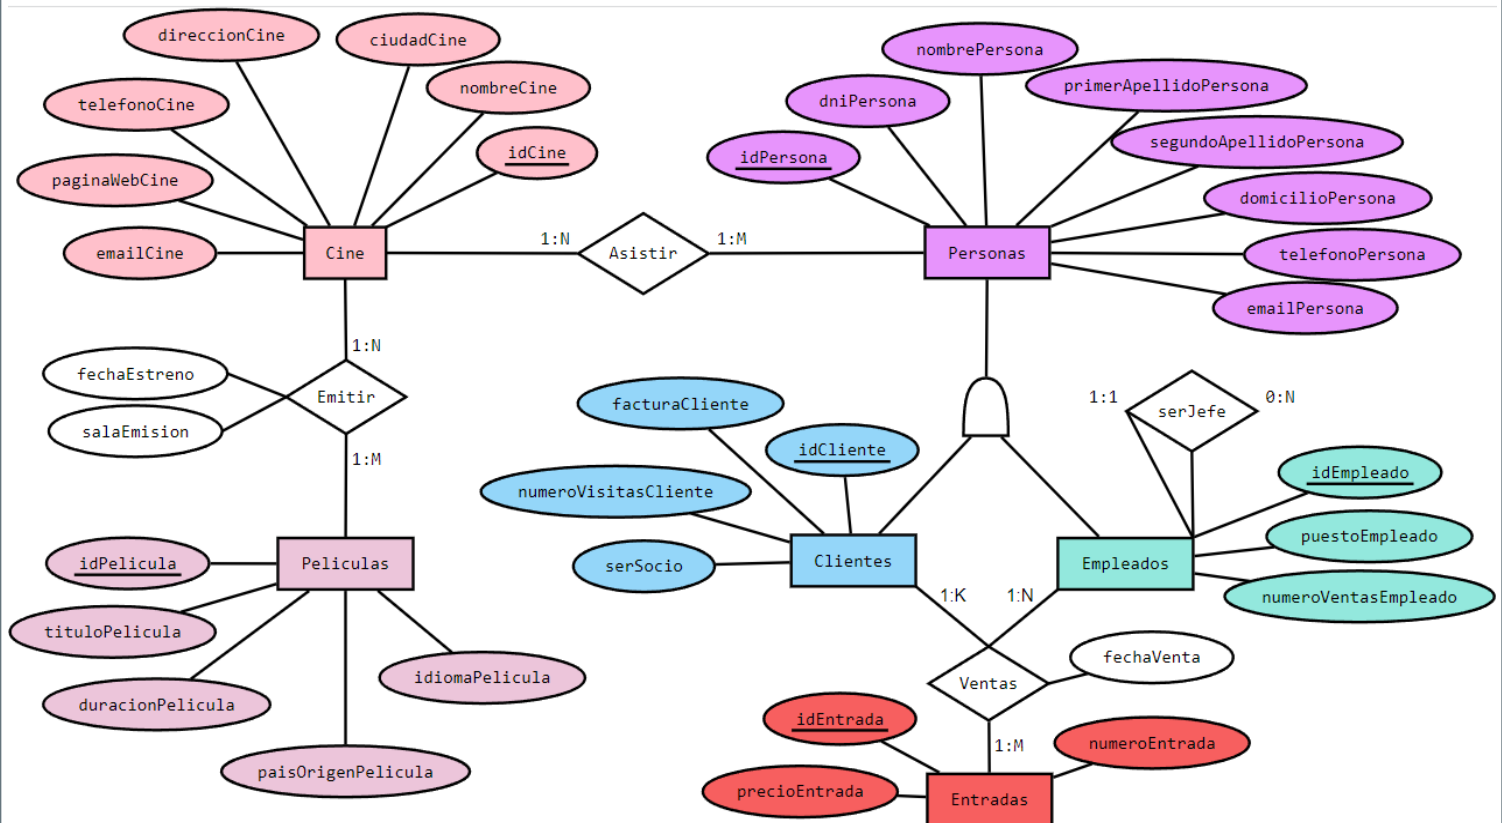 direccionCine
ciudadCine
telefonoCine
nombreCine
paginaWebCine
idCine
emailCine
Cine
1:N
Asistir
1:M
nombrePersona
primerApellidoPersona
dniPersona
segundoApellidoPersona
idPersona
domicilioPersona
Personas
telefonoPersona
emailPersona
1:N
fechaEstreno
Emitir
salaEmision
1:M
facturaCliente
idCliente
numeroVisitasCliente
serSocio
Clientes
1:1
serJefe
0:N
idEmpleado
puestoEmpleado
Empleados
numeroVentasEmpleado
idPelicula
Peliculas
tituloPelicula
duracionPelicula
idiomaPelicula
paisOrigenPelicula
1:K
1:N
fechaVenta
Ventas
idEntrada
1:M
numeroEntrada
precioEntrada
Entradas